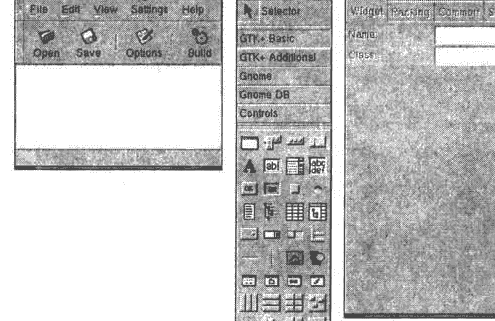 File Edit View Settings Help
Open Save Options Build
Selector
GTK+ Basic
GTK+ Additional
Gnome
Gnome DB
Controls
Widget Packing Common S
Name:
Class: